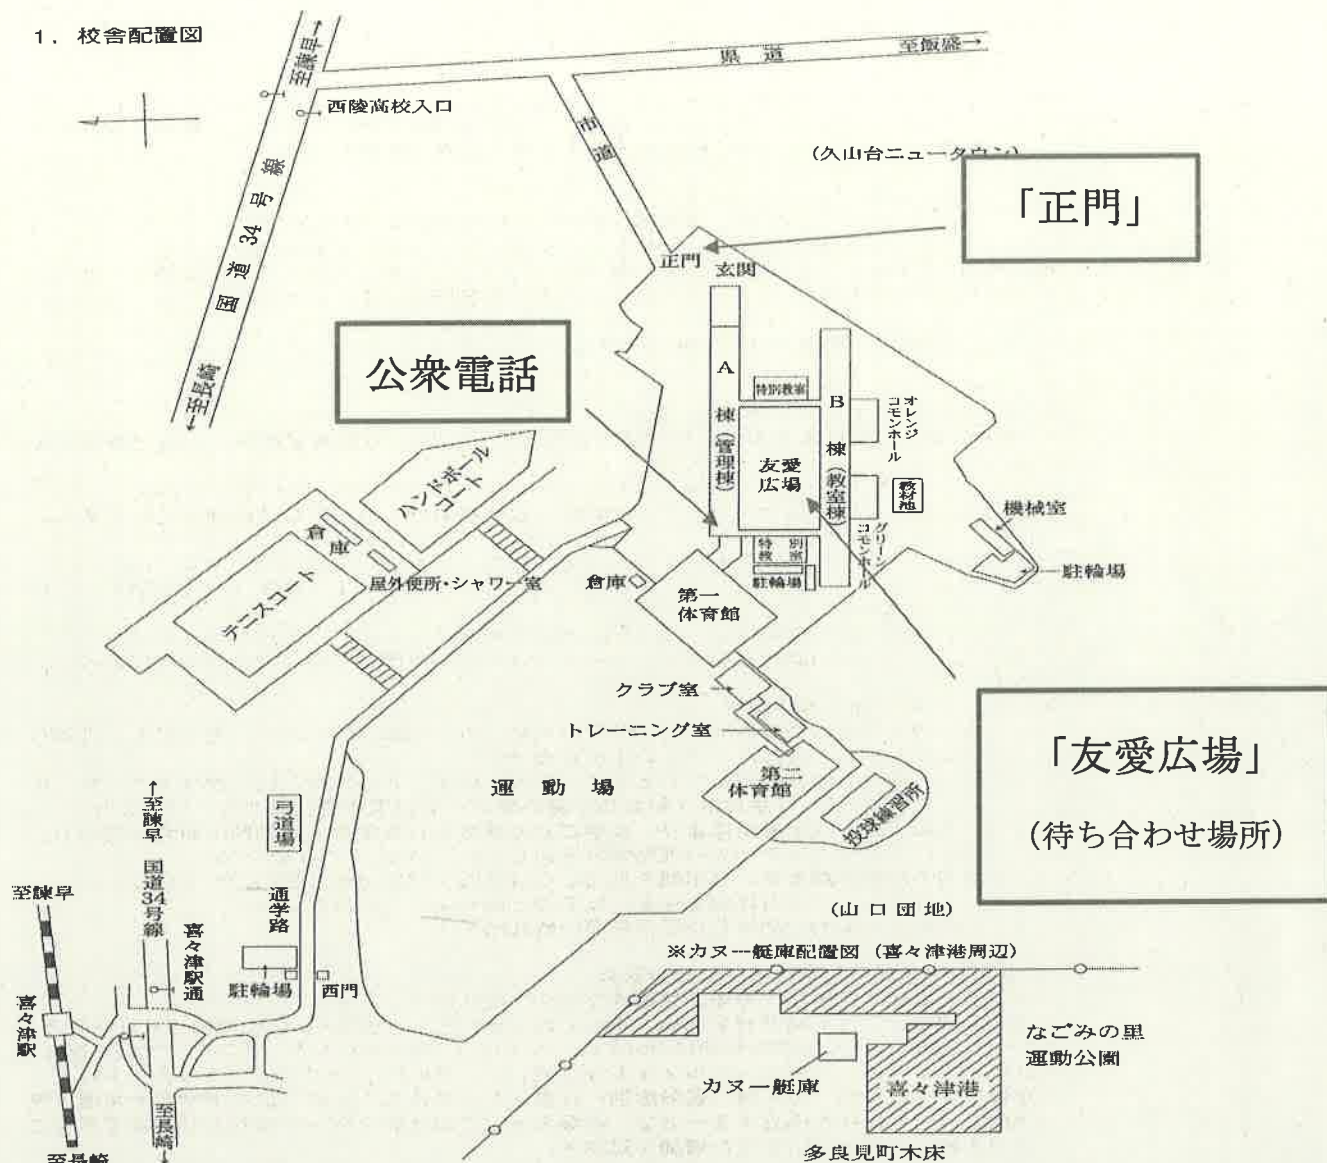 1．校舎配置図
至諫早→
県 道
至飯盛→
西陵高校入口
市道
(久山台ニュータウン)
「正門」
国道34号線
←至長崎
正門
玄関
公衆電話
A棟(管理棟)
特別教室
B棟(教室棟)
オレンジ
コモンホール
友愛
広場
教材池
機械室
グリーン
コモンホール
特別
教室
駐輪場
駐輪場
ハンドボール
コート
倉庫
屋外便所・シャワー室
テニスコート
倉庫
第一
体育館
クラブ室
トレーニング室
第二
体育館
投球練習所
運動場
「友愛広場」
(待ち合わせ場所)
弓道場
通学路
←至諫早
国道34号線
喜々津駅通
至諫早
喜々津駅
駐輪場
西門
至長崎→
至長崎
(山口団地)
※カヌー艇庫配置図（喜々津港周辺）
なごみの里
運動公園
カヌー艇庫
喜々津港
多良見町木床